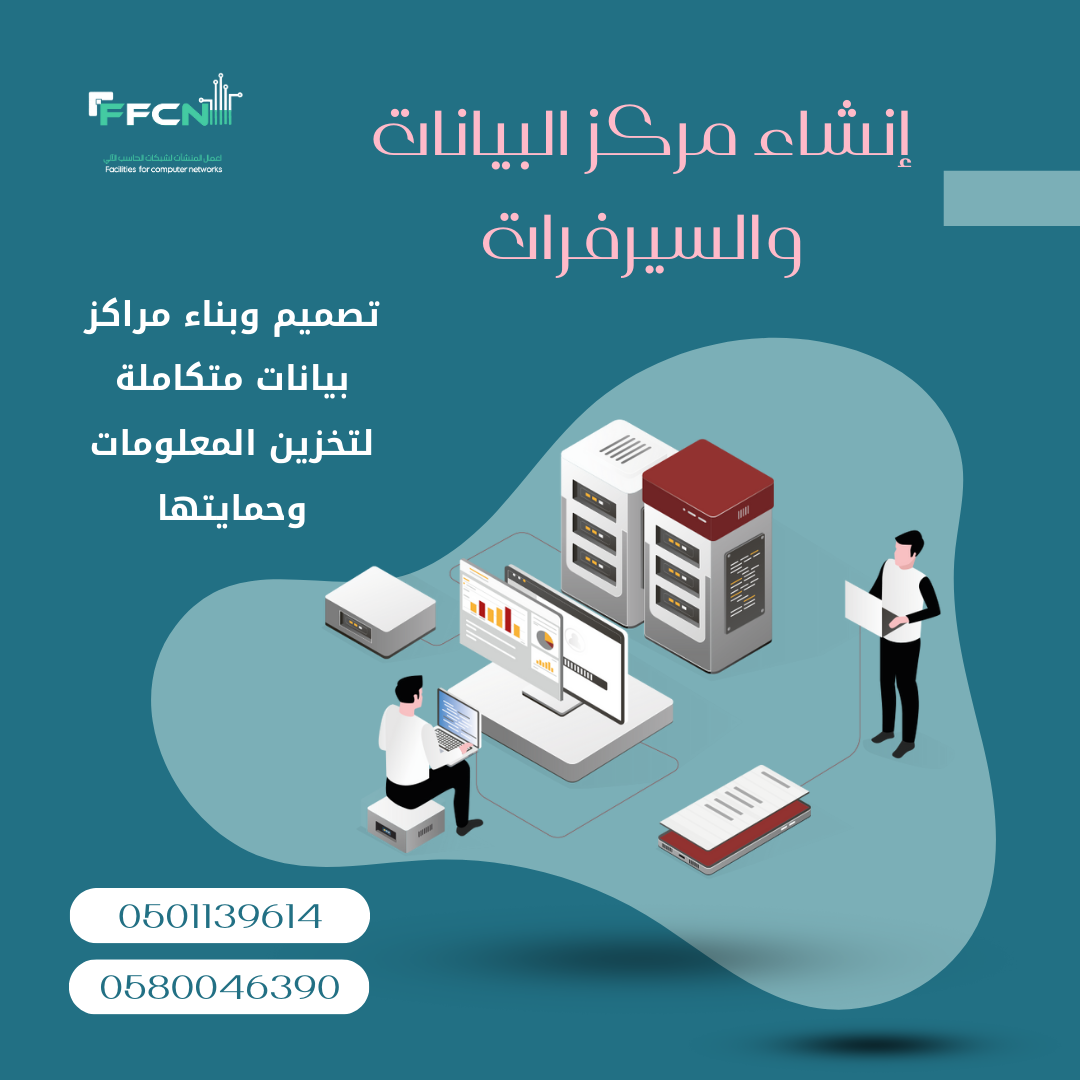 FFCN
اعمال المنشآت لشبكات الحاسب الآلي
Facilities for computer networks
إنشاء مركز البيانات
والسيرفرات
تصميم وبناء مراكز
بيانات متكاملة
لتخزين المعلومات
وحمايتها
0501139614
0580046390